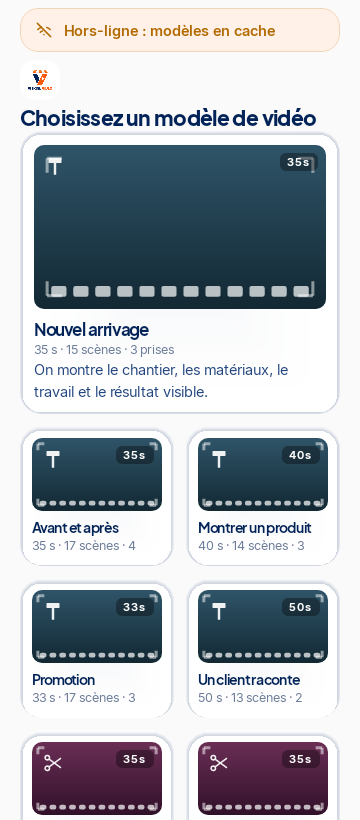 Hors-ligne : modèles en cache
Choisissez un modèle de vidéo
35s
Nouvel arrivage
35 s · 15 scènes · 3 prises
On montre le chantier, les matériaux, le
travail et le résultat visible.
35s
40s
Avant et après
Montrer un produit
35 s · 17 scènes · 4
40 s · 14 scènes · 3
33s
50s
Promotion
Un client raconte
33 s · 17 scènes · 3
50 s · 13 scènes · 2
35s
35s